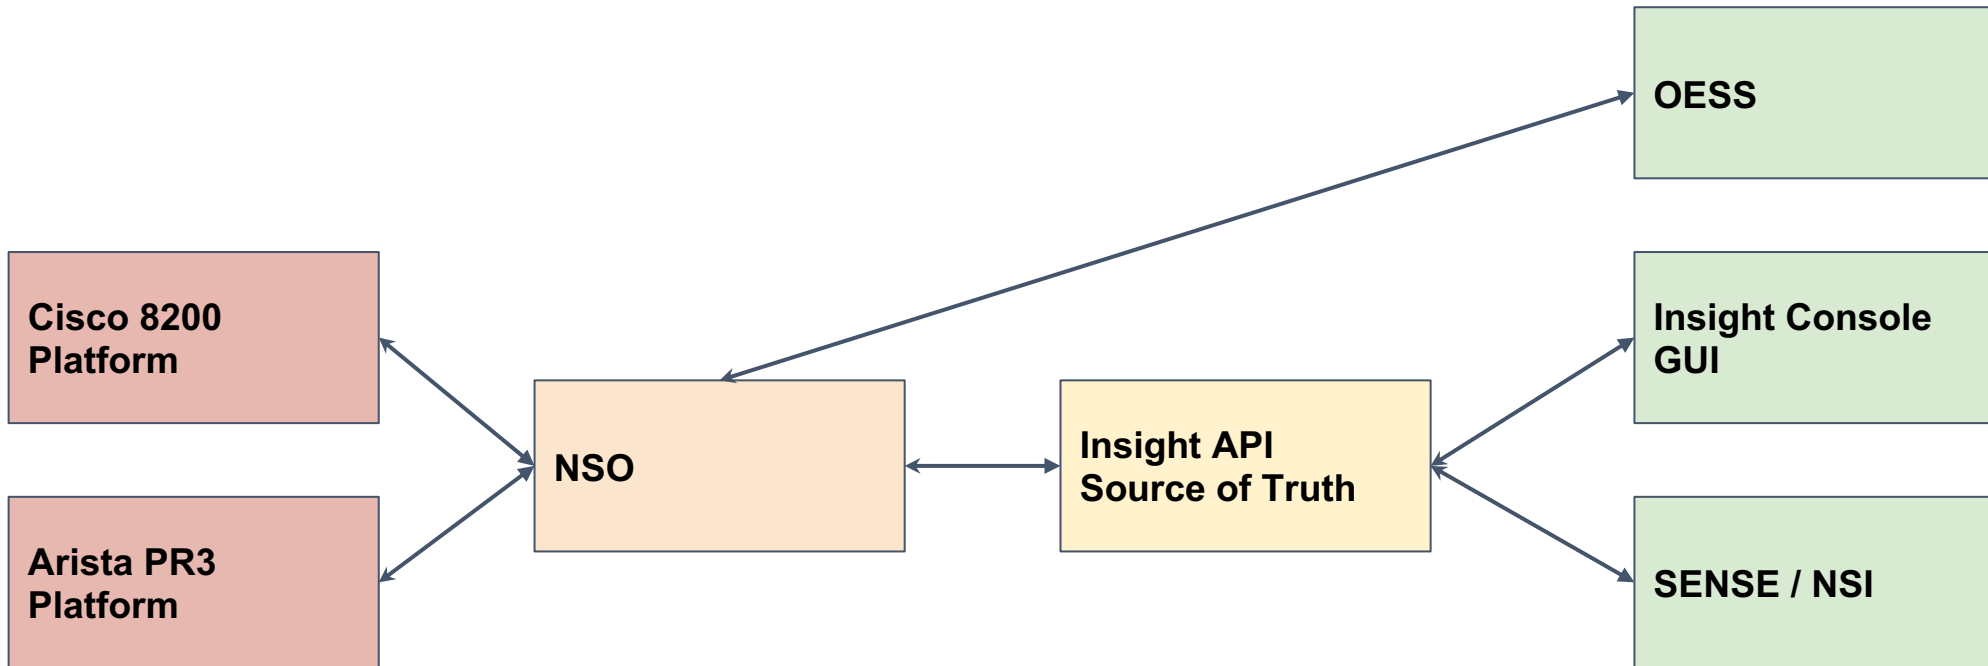 OESS
Cisco 8200
Platform
Insight Console
GUI
NSO
Insight API
Source of Truth
Arista PR3
Platform
SENSE / NSI